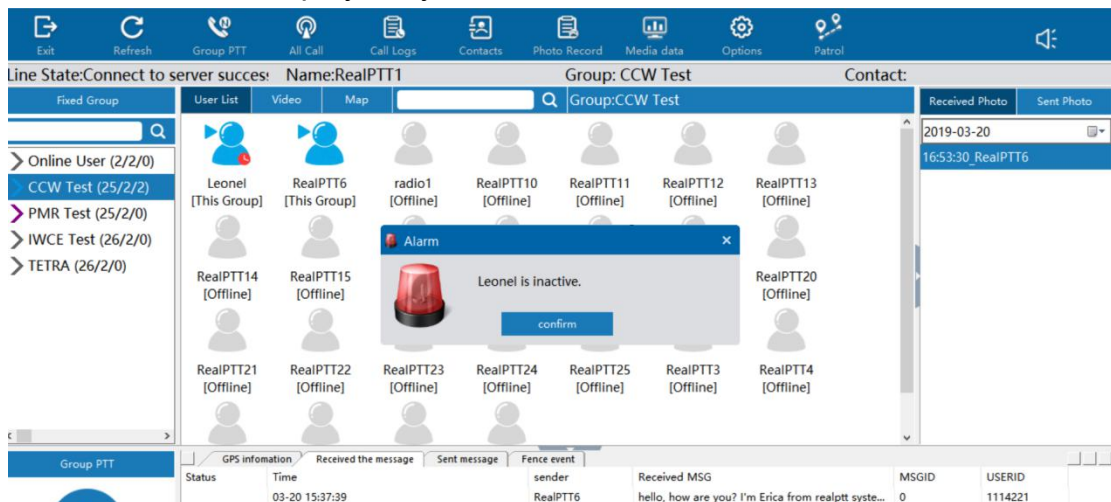 Exit Refresh Group PTT All Call Call Logs Contacts Photo Record Media data Options Patrol
Line State:Connect to server succes: Name:RealPTT1 Group: CCW Test Contact:
Fixed Group User List Video Map Group:CCW Test Received Photo Sent Photo
2019-03-20
16:53:30_RealPTT6
Online User (2/2/0)
CCW Test (25/2/2)
PMR Test (25/2/0)
IWCE Test (26/2/0)
TETRA (26/2/0)
Leonel RealPTT6 radio1 RealPTT10 RealPTT11 RealPTT12 RealPTT13
[This Group] [This Group] [Offline] [Offline] [Offline] [Offline] [Offline]
Alarm
Leonel is inactive.
confirm
RealPTT14 RealPTT15 RealPTT20
[Offline] [Offline] [Offline]
RealPTT21 RealPTT22 RealPTT23 RealPTT24 RealPTT25 RealPTT3 RealPTT4
[Offline] [Offline] [Offline] [Offline] [Offline] [Offline] [Offline]
Group PTT
GPS infomation Received the message Sent message Fence event
Status Time sender Received MSG MSGID USERID
03-20 15:37:39 RealPTT6 hello, how are you? I'm Erica from realptt syste... 0 1114221